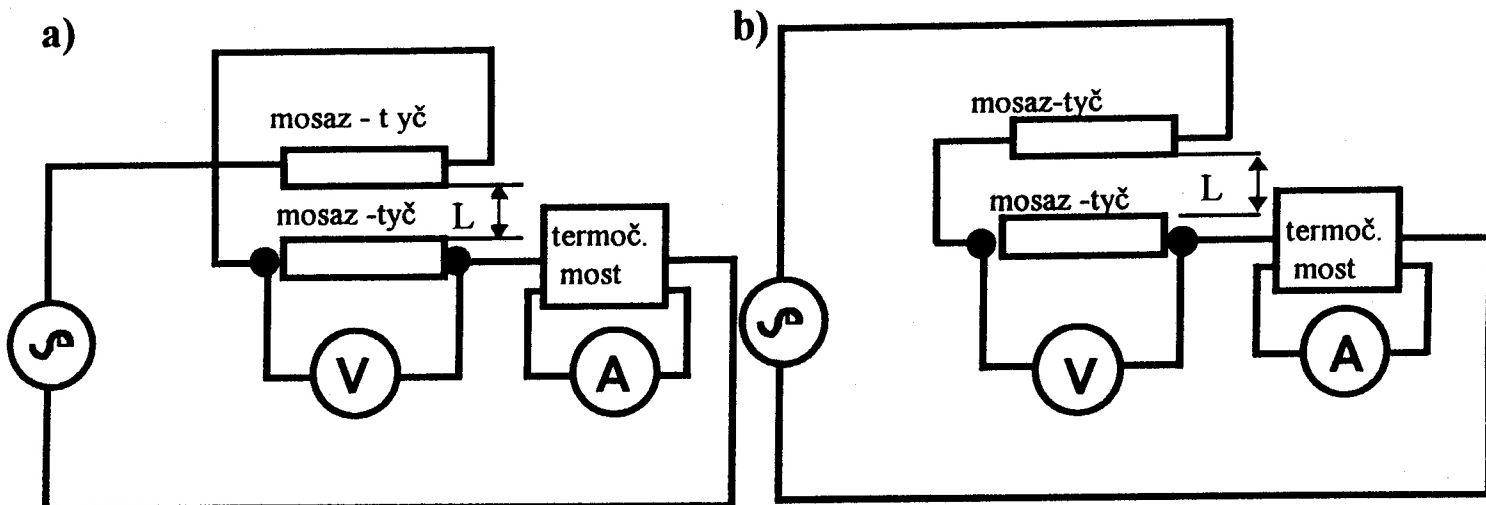 a)
mosaz - t yč
mosaz -tyč
L
termoč.
most
V
A
b)
mosaz-tyč
mosaz -tyč
L
termoč.
most
V
A